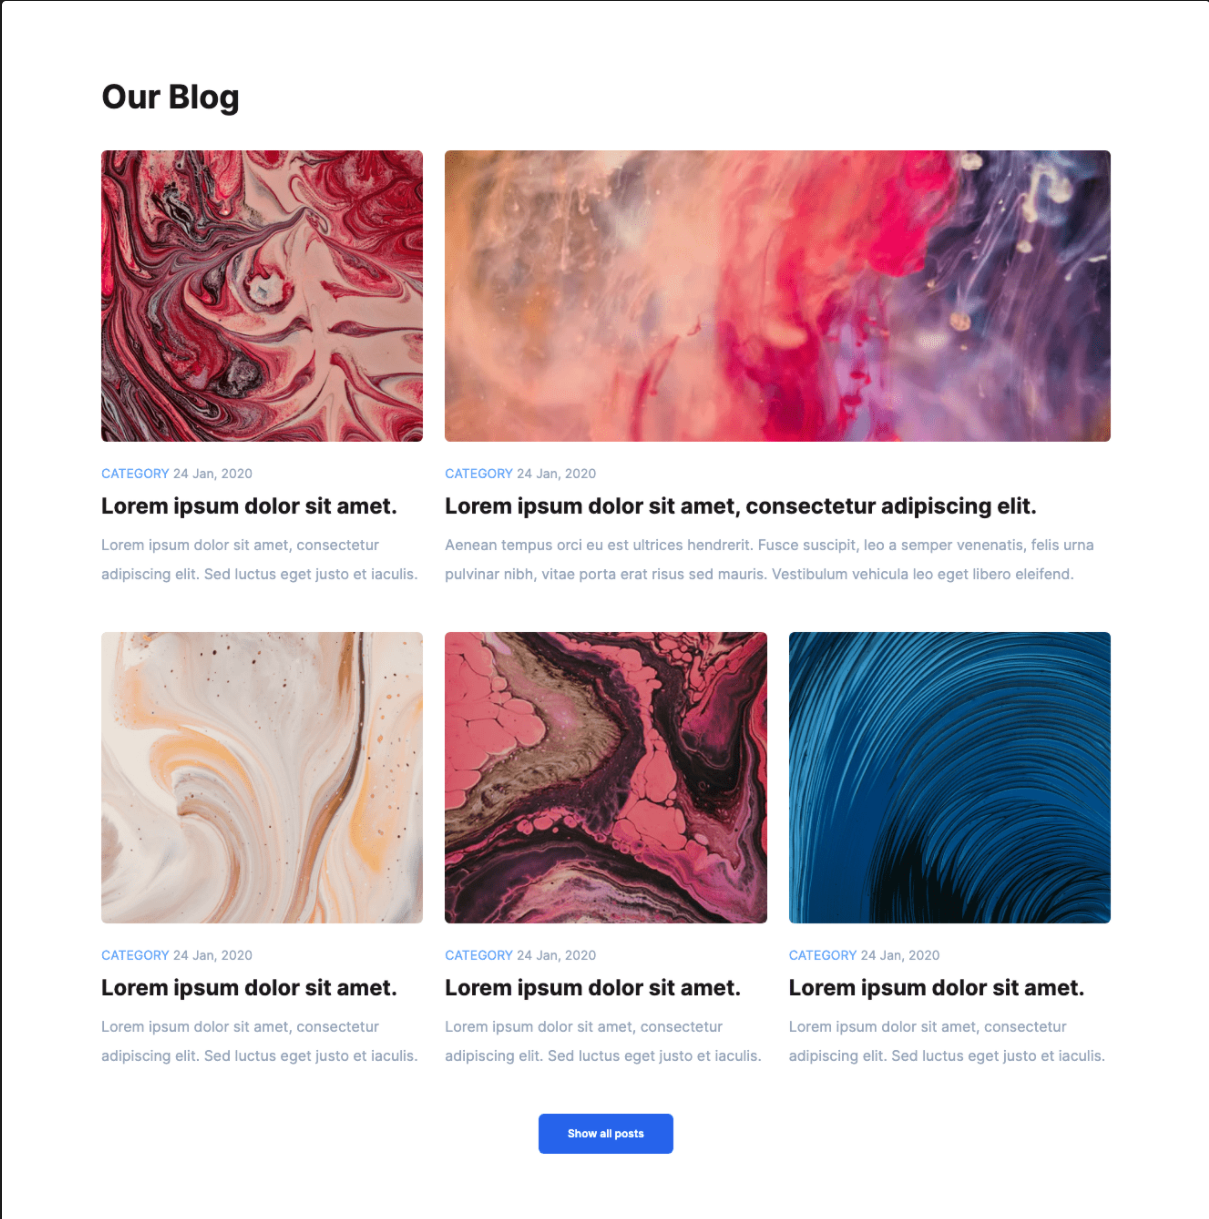 Our Blog
CATEGORY 24 Jan, 2020
Lorem ipsum dolor sit amet.
Lorem ipsum dolor sit amet, consectetur
adipiscing elit. Sed luctus eget justo et iaculis.
CATEGORY 24 Jan, 2020
Lorem ipsum dolor sit amet, consectetur adipiscing elit.
Aenean tempus orci eu est ultrices hendrerit. Fusce suscipit, leo a semper venenatis, felis urna
pulvinar nibh, vitae porta erat risus sed mauris. Vestibulum vehicula leo eget libero eleifend.
CATEGORY 24 Jan, 2020
Lorem ipsum dolor sit amet.
Lorem ipsum dolor sit amet, consectetur
adipiscing elit. Sed luctus eget justo et iaculis.
CATEGORY 24 Jan, 2020
Lorem ipsum dolor sit amet.
Lorem ipsum dolor sit amet, consectetur
adipiscing elit. Sed luctus eget justo et iaculis.
CATEGORY 24 Jan, 2020
Lorem ipsum dolor sit amet.
Lorem ipsum dolor sit amet, consectetur
adipiscing elit. Sed luctus eget justo et iaculis.
Show all posts